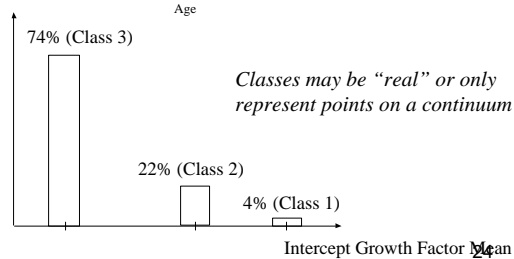 Age
74% (Class 3)
Classes may be “real” or only
represent points on a continuum
22% (Class 2)
4% (Class 1)
Intercept Growth Factor Mean
24